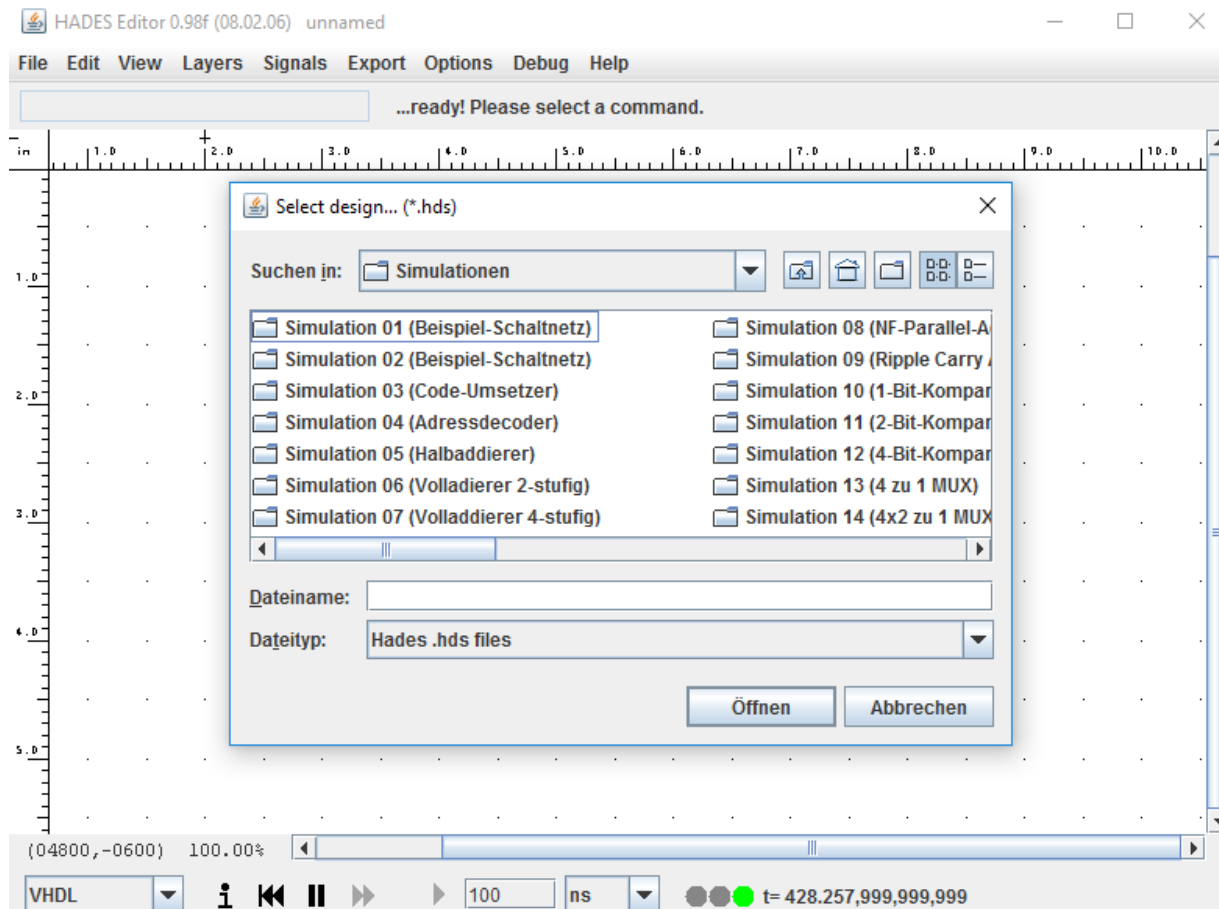 HADES Editor 0.98f (08.02.06) unnamed
File Edit View Layers Signals Export Options Debug Help
...ready! Please select a command.
in 1.0 2.0 3.0 4.0 5.0 6.0 7.0 8.0 9.0 10.0
Select design... (*.hds)
Suchen in: Simulationen
1.0
2.0
3.0
4.0
5.0
Simulation 01 (Beispiel-Schaltnetz)
Simulation 02 (Beispiel-Schaltnetz)
Simulation 03 (Code-Umsetzer)
Simulation 04 (Adressdecoder)
Simulation 05 (Halbaddierer)
Simulation 06 (Volladierer 2-stufig)
Simulation 07 (Volladdierer 4-stufig)
Simulation 08 (NF-Parallel-A
Simulation 09 (Ripple Carry
Simulation 10 (1-Bit-Kompar
Simulation 11 (2-Bit-Kompar
Simulation 12 (4-Bit-Kompar
Simulation 13 (4 zu 1 MUX)
Simulation 14 (4x2 zu 1 MUX
Dateiname:
Dateityp: Hades .hds files
Öffnen Abbrechen
(04800,-0600) 100.00%
VHDL 100 ns t= 428.257,999,999,999